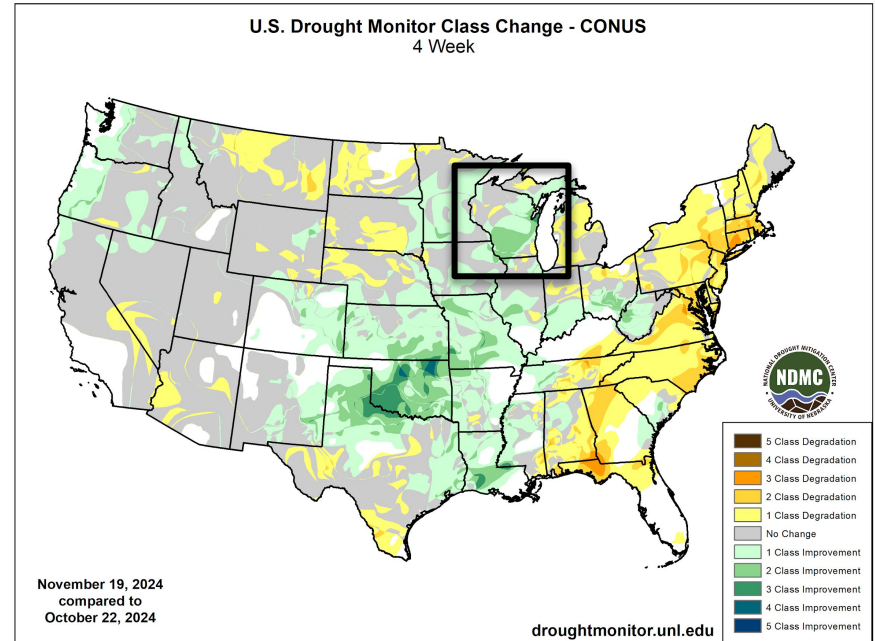 U.S. Drought Monitor Class Change - CONUS
4 Week
NATIONAL DROUGHT MITIGATION CENTER
NDMC
UNIVERSITY OF NEBRASKA
5 Class Degradation
4 Class Degradation
3 Class Degradation
2 Class Degradation
1 Class Degradation
No Change
1 Class Improvement
2 Class Improvement
3 Class Improvement
4 Class Improvement
5 Class Improvement
November 19, 2024
compared to
October 22, 2024
droughtmonitor.unl.edu